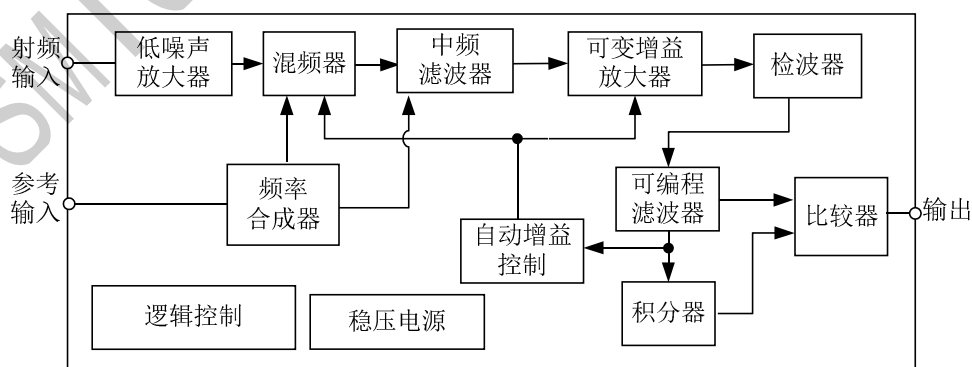 射频
输入
低噪声
放大器
混频器
中频
滤波器
可变增益
放大器
检波器
参考
输入
频率
合成器
自动增益
控制
可编程
滤波器
比较器
输出
积分器
逻辑控制
稳压电源